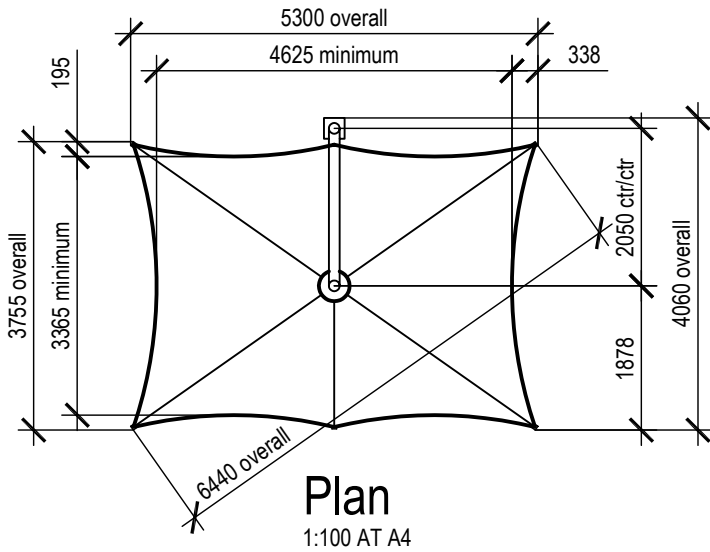 5300 overall
4625 minimum
338
195
3755 overall
3365 minimum
2050 ctr/ctr
4060 overall
1878
6440 overall
Plan
1:100 AT A4